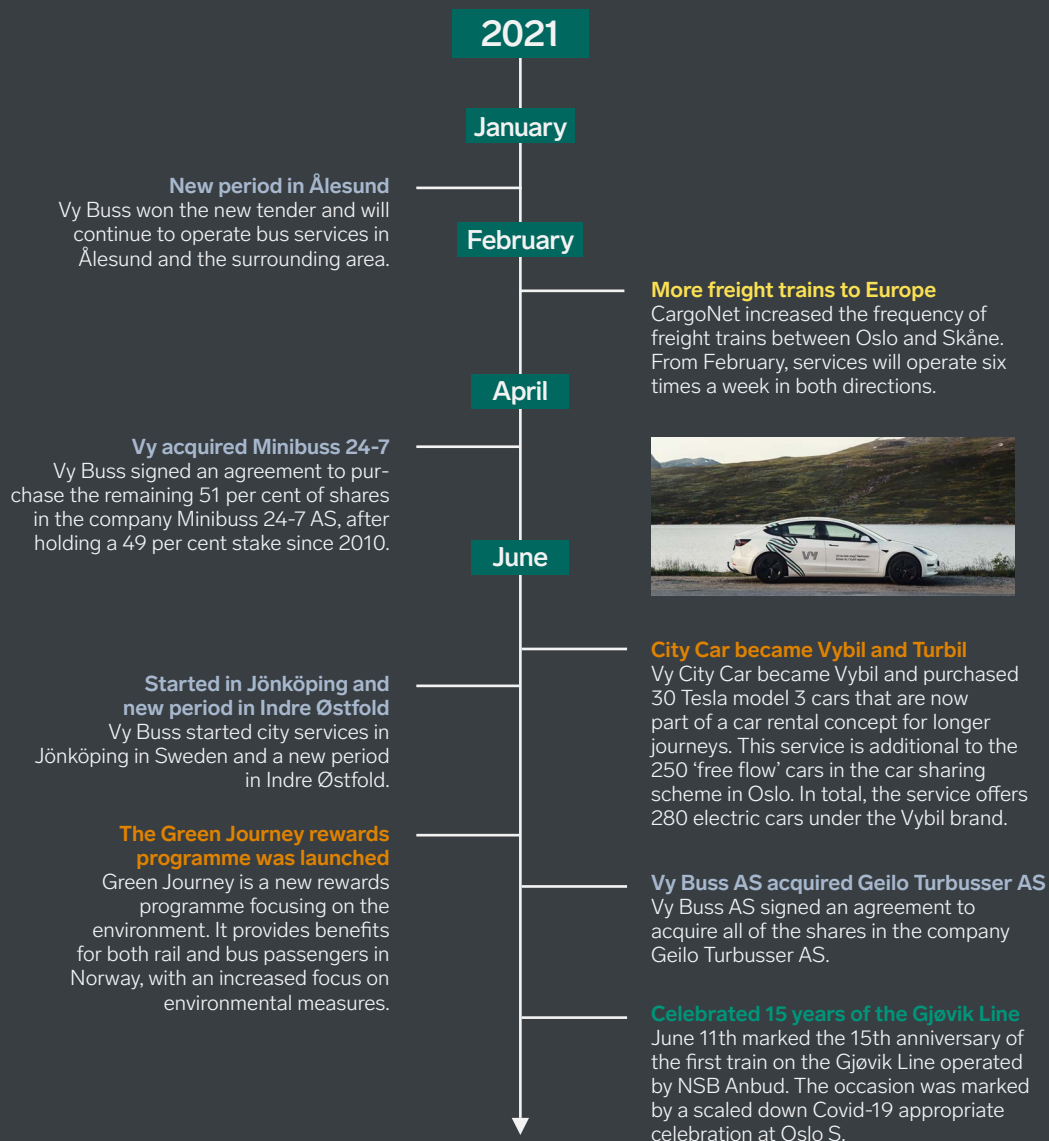 2021
January
New period in Ålesund
Vy Buss won the new tender and will
continue to operate bus services in
Ålesund and the surrounding area.
February
More freight trains to Europe
CargoNet increased the frequency of
freight trains between Oslo and Skåne.
From February, services will operate six
times a week in both directions.
April
Vy acquired Minibuss 24-7
Vy Buss signed an agreement to pur-
chase the remaining 51 per cent of shares
in the company Minibuss 24-7 AS, after
holding a 49 per cent stake since 2010.
VY
June
City Car became Vybil and Turbil
Vy City Car became Vybil and purchased
30 Tesla model 3 cars that are now
part of a car rental concept for longer
journeys. This service is additional to the
250 ‘free flow’ cars in the car sharing
scheme in Oslo. In total, the service offers
280 electric cars under the Vybil brand.
Started in Jönköping and
new period in Indre Østfold
Vy Buss started city services in
Jönköping in Sweden and a new period
in Indre Østfold.
The Green Journey rewards
programme was launched
Green Journey is a new rewards
programme focusing on the
environment. It provides benefits
for both rail and bus passengers in
Norway, with an increased focus on
environmental measures.
Vy Buss AS acquired Geilo Turbusser AS
Vy Buss AS signed an agreement to
acquire all of the shares in the company
Geilo Turbusser AS.
Celebrated 15 years of the Gjøvik Line
June 11th marked the 15th anniversary of
the first train on the Gjøvik Line operated
by NSB Anbud. The occasion was marked
by a scaled down Covid-19 appropriate
celebration at Oslo S.